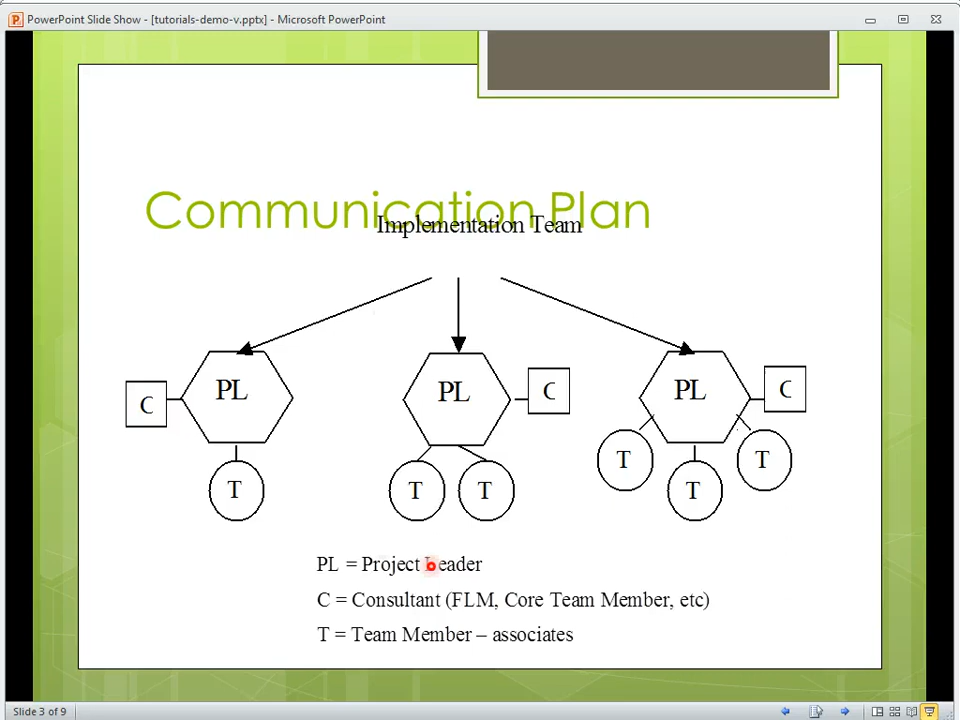 PowerPoint Slide Show - [tutorials-demo-v.pptx] - Microsoft PowerPoint
Communication Plan
Implementation Team
PL
C
PL
C
PL
C
T
T
T
T
T
T
PL = Project Leader
C = Consultant (FLM, Core Team Member, etc)
T = Team Member – associates
Slide 3 of 9